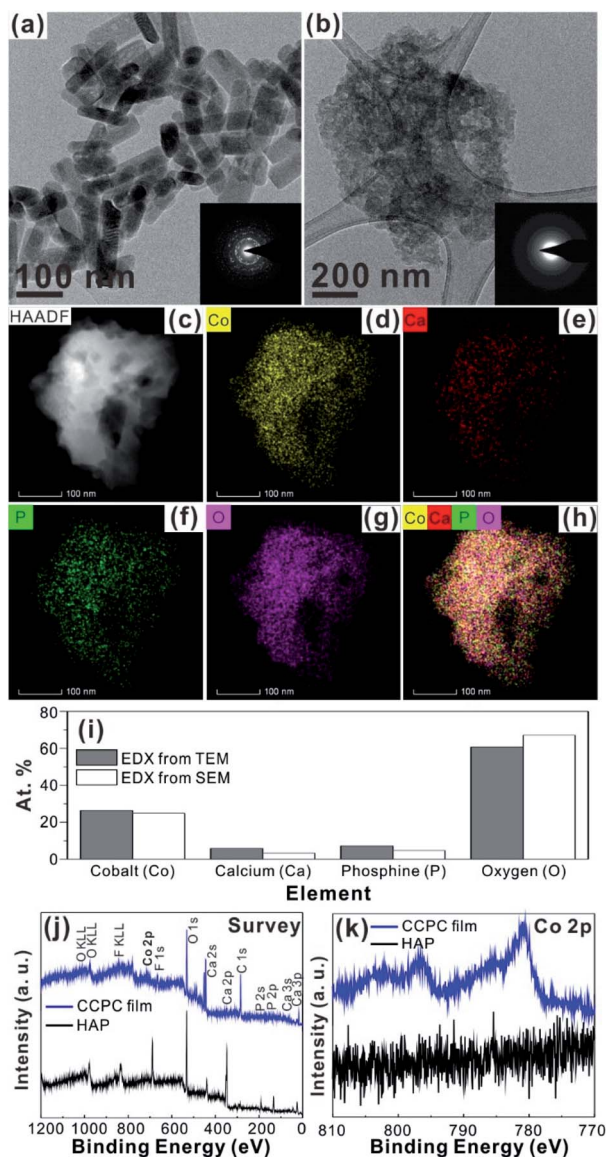 (a)
100 nm
(b)
200 nm
HAADF
(c)
100 nm
Co
(d)
100 nm
Ca
(e)
100 nm
P
(f)
100 nm
O
(g)
100 nm
Co Ca P O
(h)
100 nm
(i)
EDX from TEM
EDX from SEM
At. %
80
60
40
20
0
Cobalt (Co) Calcium (Ca) Phosphine (P) Oxygen (O)
Element
(j)
Survey
O KLL
O KLL
F KLL
Co 2p
F 1s
O 1s
Ca 2s
Ca 2p
C 1s
P 2s
P 2p
Ca 3s
Ca 3p
CCPC film
HAP
Intensity (a. u.)
1200 1000 800 600 400 200 0
Binding Energy (eV)
(k)
Co 2p
CCPC film
HAP
Intensity (a. u.)
810 800 790 780 770
Binding Energy (eV)